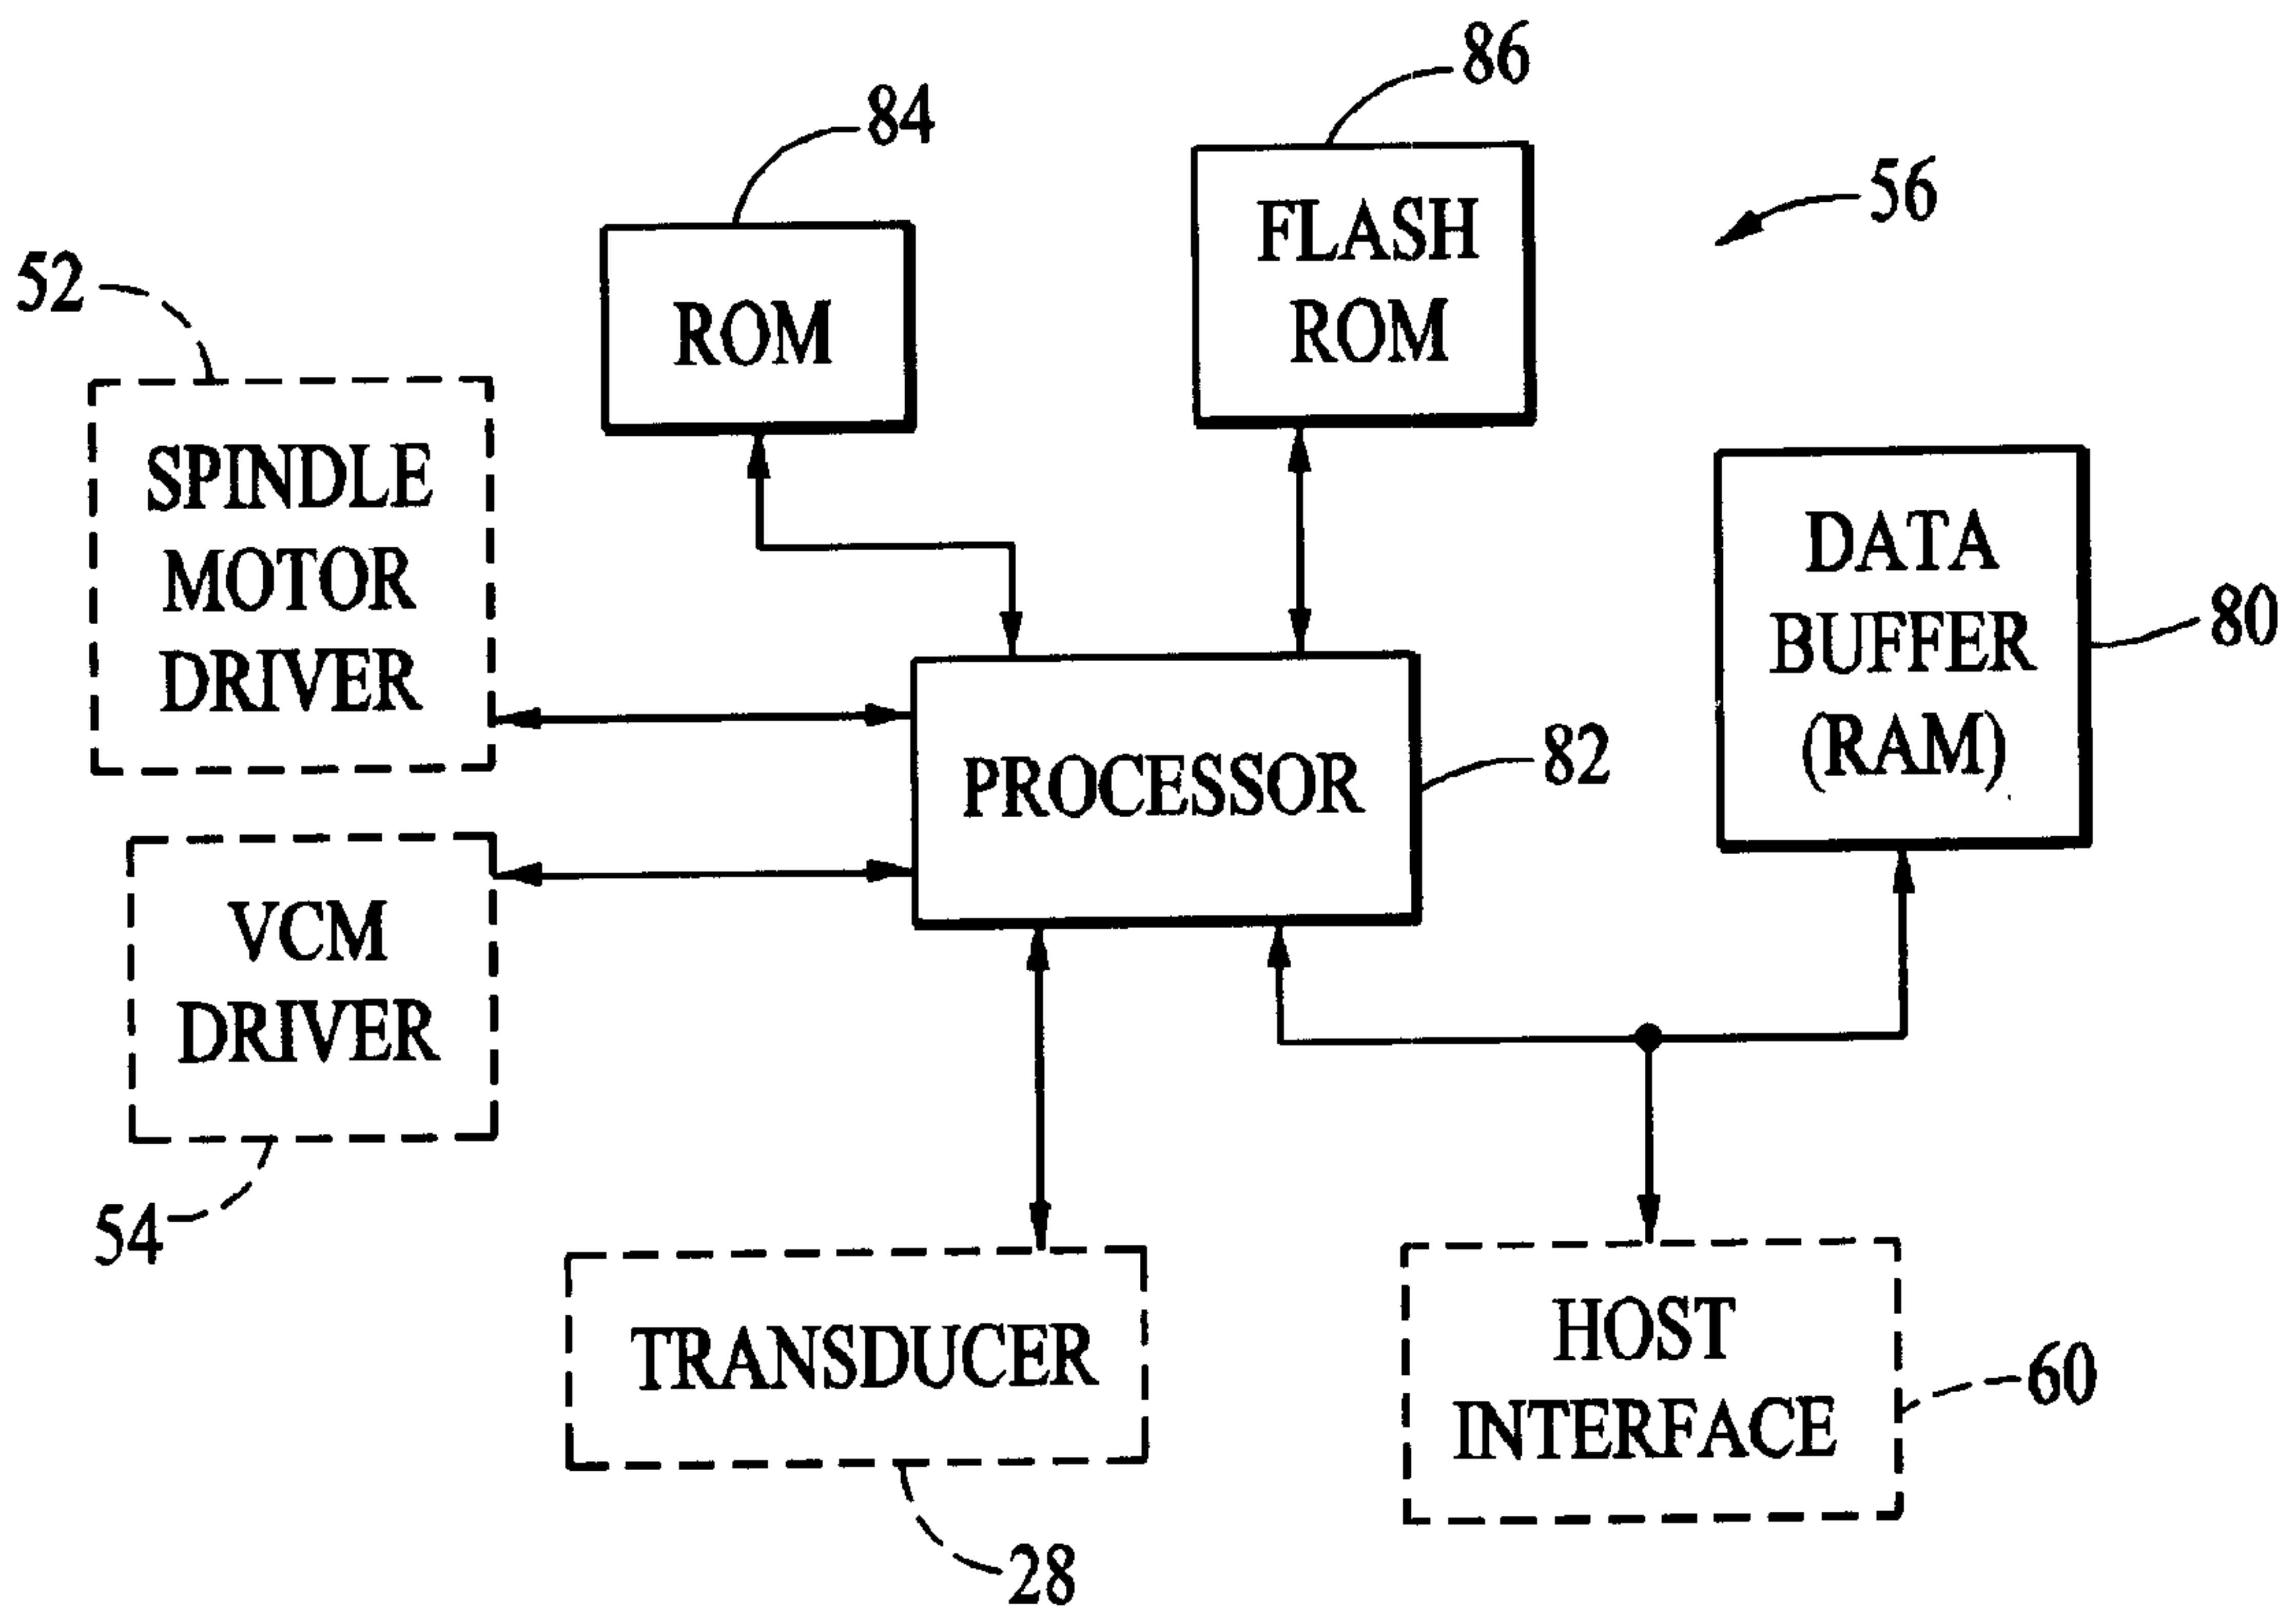 86
84
56
FLASH
ROM
ROM
52
SPINDLE
MOTOR
DRIVER
DATA
BUFFER
(RAM)
80
PROCESSOR
82
VCM
DRIVER
54
TRANSDUCER
28
HOST
INTERFACE
60